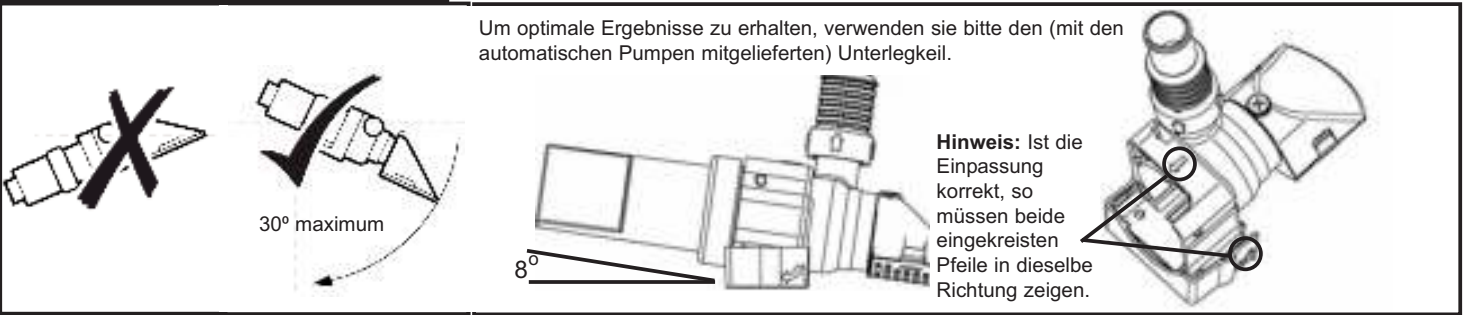 Um optimale Ergebnisse zu erhalten, verwenden sie bitte den (mit den
automatischen Pumpen mitgelieferten) Unterlegkeil.
30º maximum
8º
Hinweis: Ist die
Einpassung
korrekt, so
müssen beide
eingekreisten
Pfeile in dieselbe
Richtung zeigen.